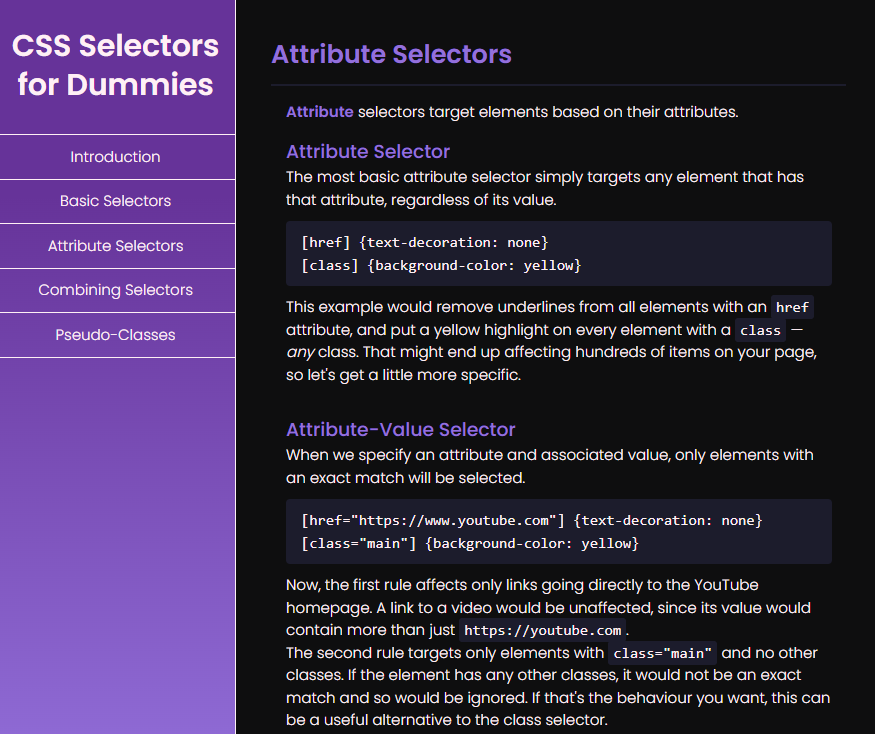 CSS Selectors
for Dummies
Introduction
Basic Selectors
Attribute Selectors
Combining Selectors
Pseudo-Classes
Attribute Selectors
Attribute selectors target elements based on their attributes.
Attribute Selector
The most basic attribute selector simply targets any element that has
that attribute, regardless of its value.
[href] {text-decoration: none}
[class] {background-color: yellow}
This example would remove underlines from all elements with an href
attribute, and put a yellow highlight on every element with a class —
any class. That might end up affecting hundreds of items on your page,
so let's get a little more specific.
Attribute-Value Selector
When we specify an attribute and associated value, only elements with
an exact match will be selected.
[href="https://www.youtube.com"] {text-decoration: none}
[class="main"] {background-color: yellow}
Now, the first rule affects only links going directly to the YouTube
homepage. A link to a video would be unaffected, since its value would
contain more than just https://youtube.com.
The second rule targets only elements with class="main" and no other
classes. If the element has any other classes, it would not be an exact
match and so would be ignored. If that's the behaviour you want, this can
be a useful alternative to the class selector.